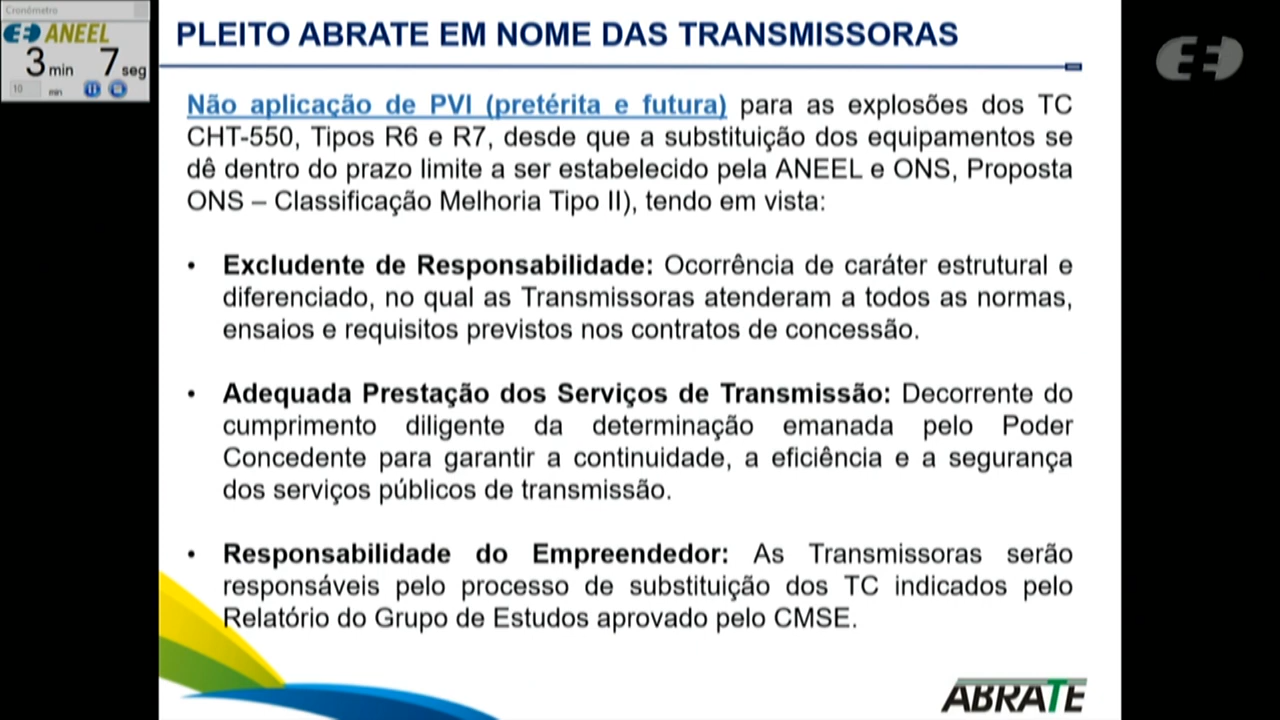 Cronômetro
ANEEL
3 min 7 seg
10 min
PLEITO ABRATE EM NOME DAS TRANSMISSORAS
Não aplicação de PVI (pretérita e futura) para as explosões dos TC
CHT-550, Tipos R6 e R7, desde que a substituição dos equipamentos se
dê dentro do prazo limite a ser estabelecido pela ANEEL e ONS, Proposta
ONS – Classificação Melhoria Tipo II), tendo em vista:
• Excludente de Responsabilidade: Ocorrência de caráter estrutural e
diferenciado, no qual as Transmissoras atenderam a todos as normas,
ensaios e requisitos previstos nos contratos de concessão.
• Adequada Prestação dos Serviços de Transmissão: Decorrente do
cumprimento diligente da determinação emanada pelo Poder
Concedente para garantir a continuidade, a eficiência e a segurança
dos serviços públicos de transmissão.
• Responsabilidade do Empreendedor: As Transmissoras serão
responsáveis pelo processo de substituição dos TC indicados pelo
Relatório do Grupo de Estudos aprovado pelo CMSE.
ABRATE